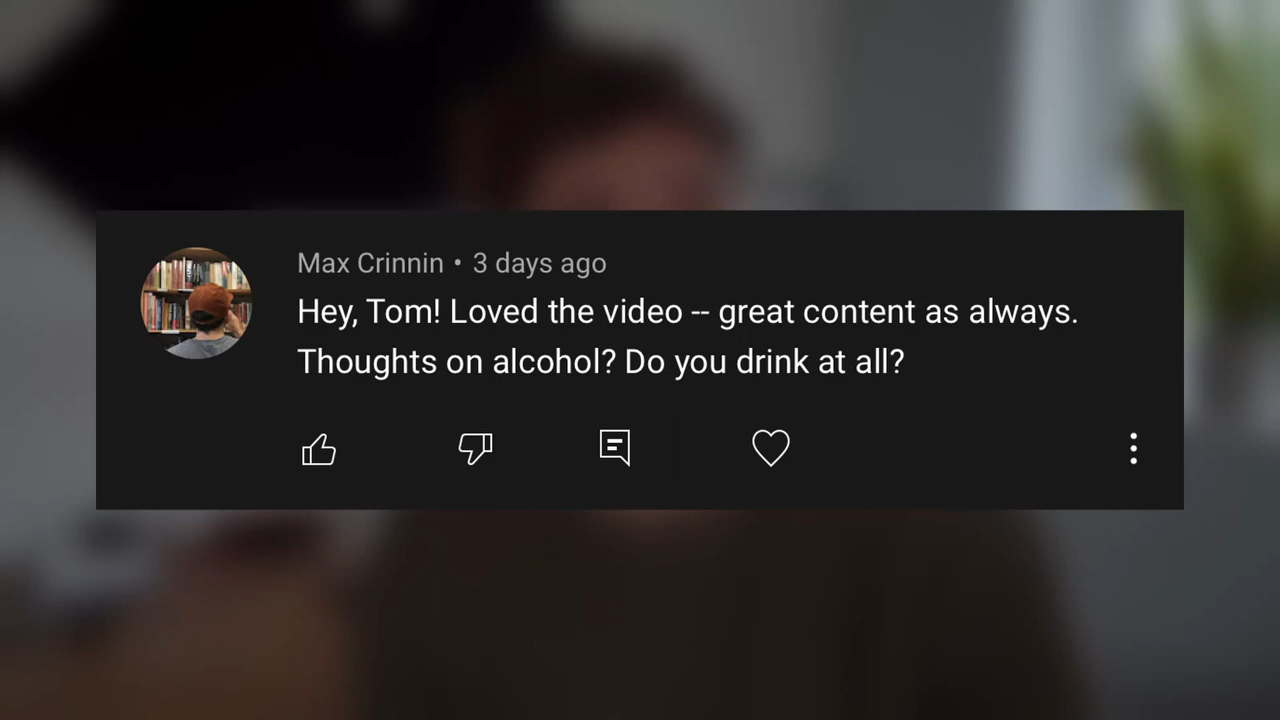 Max Crinnin • 3 days ago
Hey, Tom! Loved the video -- great content as always.
Thoughts on alcohol? Do you drink at all?